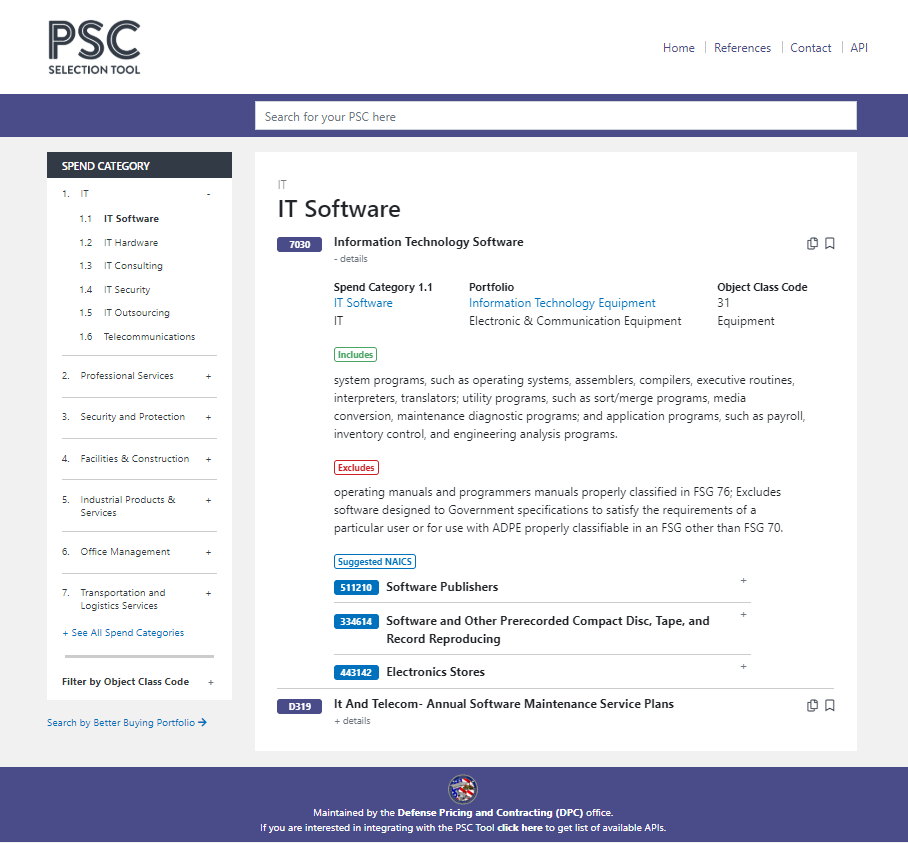 PSC
SELECTION TOOL
Home
References
Contact
API
Search for your PSC here
SPEND CATEGORY
1. IT -
1.1 IT Software
1.2 IT Hardware
1.3 IT Consulting
1.4 IT Security
1.5 IT Outsourcing
1.6 Telecommunications
2. Professional Services +
3. Security and Protection +
4. Facilities & Construction +
5. Industrial Products & +
Services
6. Office Management +
7. Transportation and +
Logistics Services
+ See All Spend Categories
Filter by Object Class Code +
Search by Better Buying Portfolio →
IT
IT Software
7030 Information Technology Software
- details
Spend Category 1.1 Portfolio Object Class Code
IT Software Information Technology Equipment 31
IT Electronic & Communication Equipment Equipment
Includes
system programs, such as operating systems, assemblers, compilers, executive routines,
interpreters, translators; utility programs, such as sort/merge programs, media
conversion, maintenance diagnostic programs; and application programs, such as payroll,
inventory control, and engineering analysis programs.
Excludes
operating manuals and programmers manuals properly classified in FSG 76; Excludes
software designed to Government specifications to satisfy the requirements of a
particular user or for use with ADPE properly classifiable in an FSG other than FSG 70.
Suggested NAICS
511210 Software Publishers +
334614 Software and Other Prerecorded Compact Disc, Tape, and +
Record Reproducing
443142 Electronics Stores +
D319 It And Telecom- Annual Software Maintenance Service Plans
+ details
Maintained by the Defense Pricing and Contracting (DPC) office.
If you are interested in integrating with the PSC Tool click here to get list of available APIs.